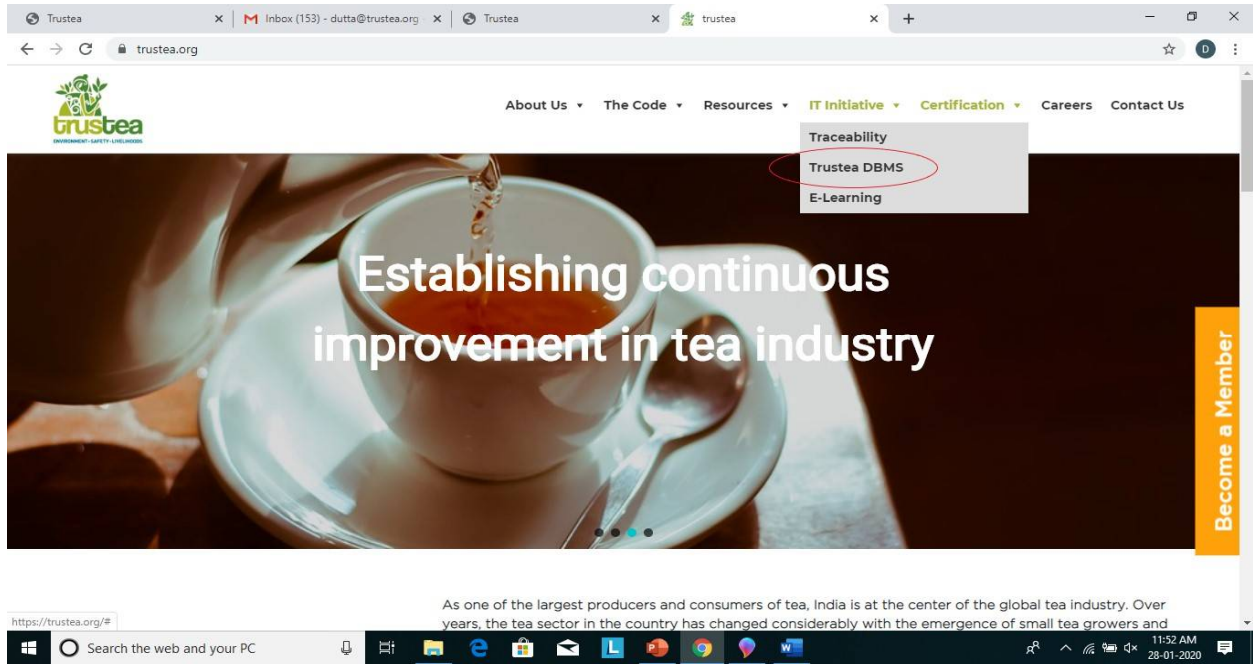 Trustea
Inbox (153) - dutta@trustea.org
Trustea
trustea
trustea.org
D
trustea
ENVIRONMENT • SAFETY • LIVELIHOODS
About Us
The Code
Resources
IT Initiative
Certification
Careers
Contact Us
Traceability
Trustea DBMS
E-Learning
Establishing continuous
improvement in tea industry
Become a Member
As one of the largest producers and consumers of tea, India is at the center of the global tea industry. Over
years, the tea sector in the country has changed considerably with the emergence of small tea growers and
https://trustea.org/#
Search the web and your PC
11:52 AM
28-01-2020